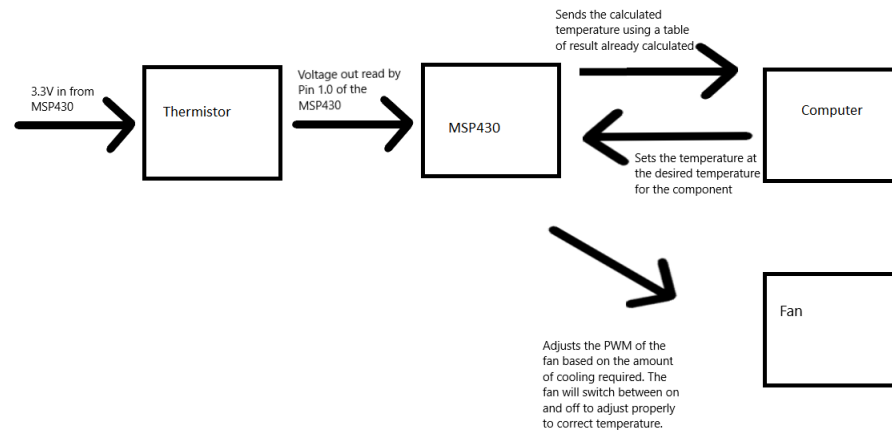 Sends the calculated
temperature using a table
of result already calculated
3.3V in from
MSP430
Thermistor
Voltage out read by
Pin 1.0 of the
MSP430
MSP430
Computer
Sets the temperature at
the desired temperature
for the component
Fan
Adjusts the PWM of the
fan based on the amount
of cooling required. The
fan will switch between on
and off to adjust properly
to correct temperature.